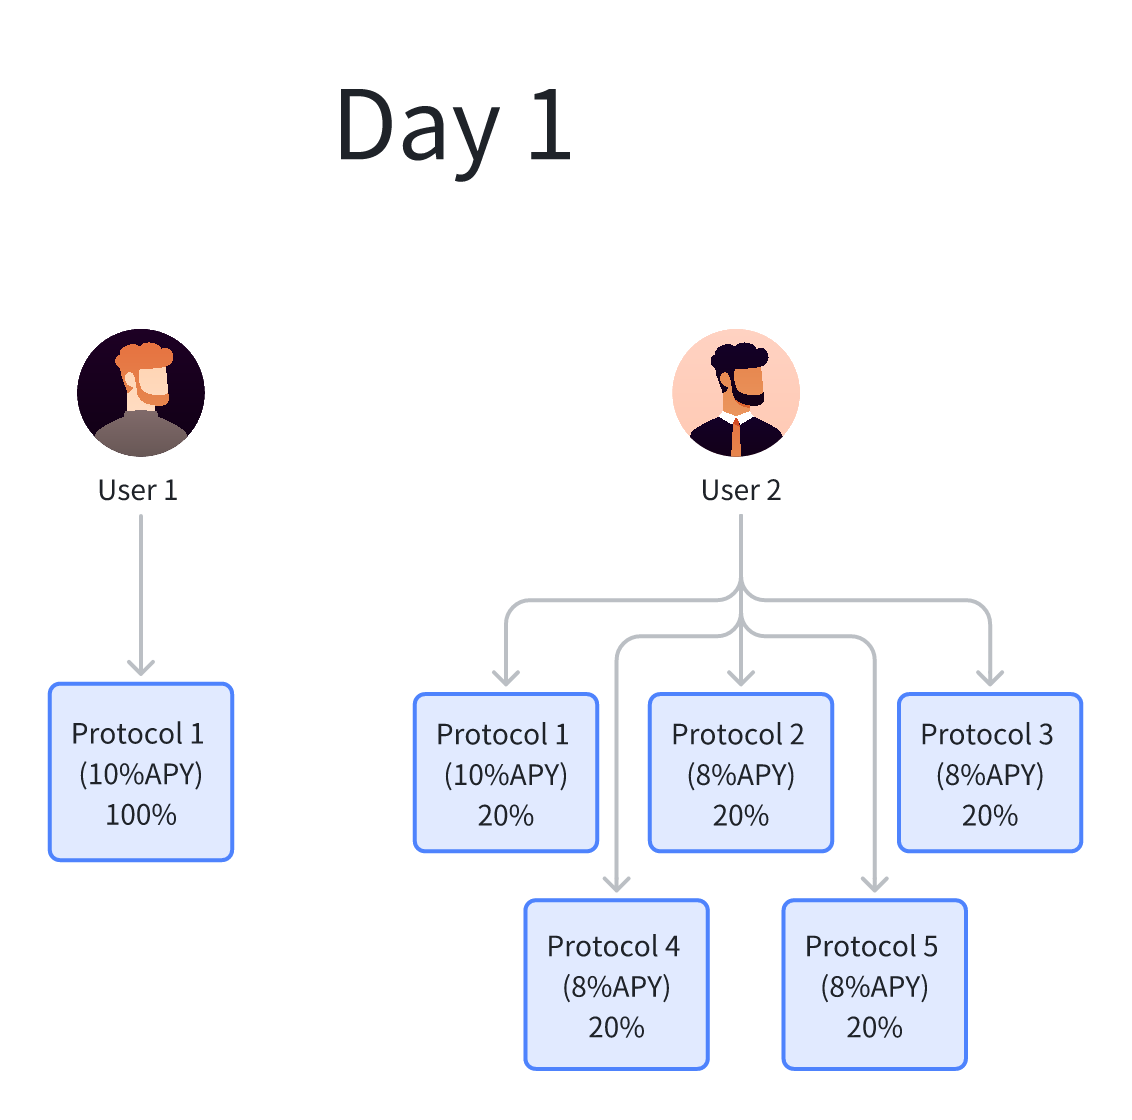 Day 1
User 1
User 2
Protocol 1
(10%APY)
100%
Protocol 1
(10%APY)
20%
Protocol 2
(8%APY)
20%
Protocol 3
(8%APY)
20%
Protocol 4
(8%APY)
20%
Protocol 5
(8%APY)
20%